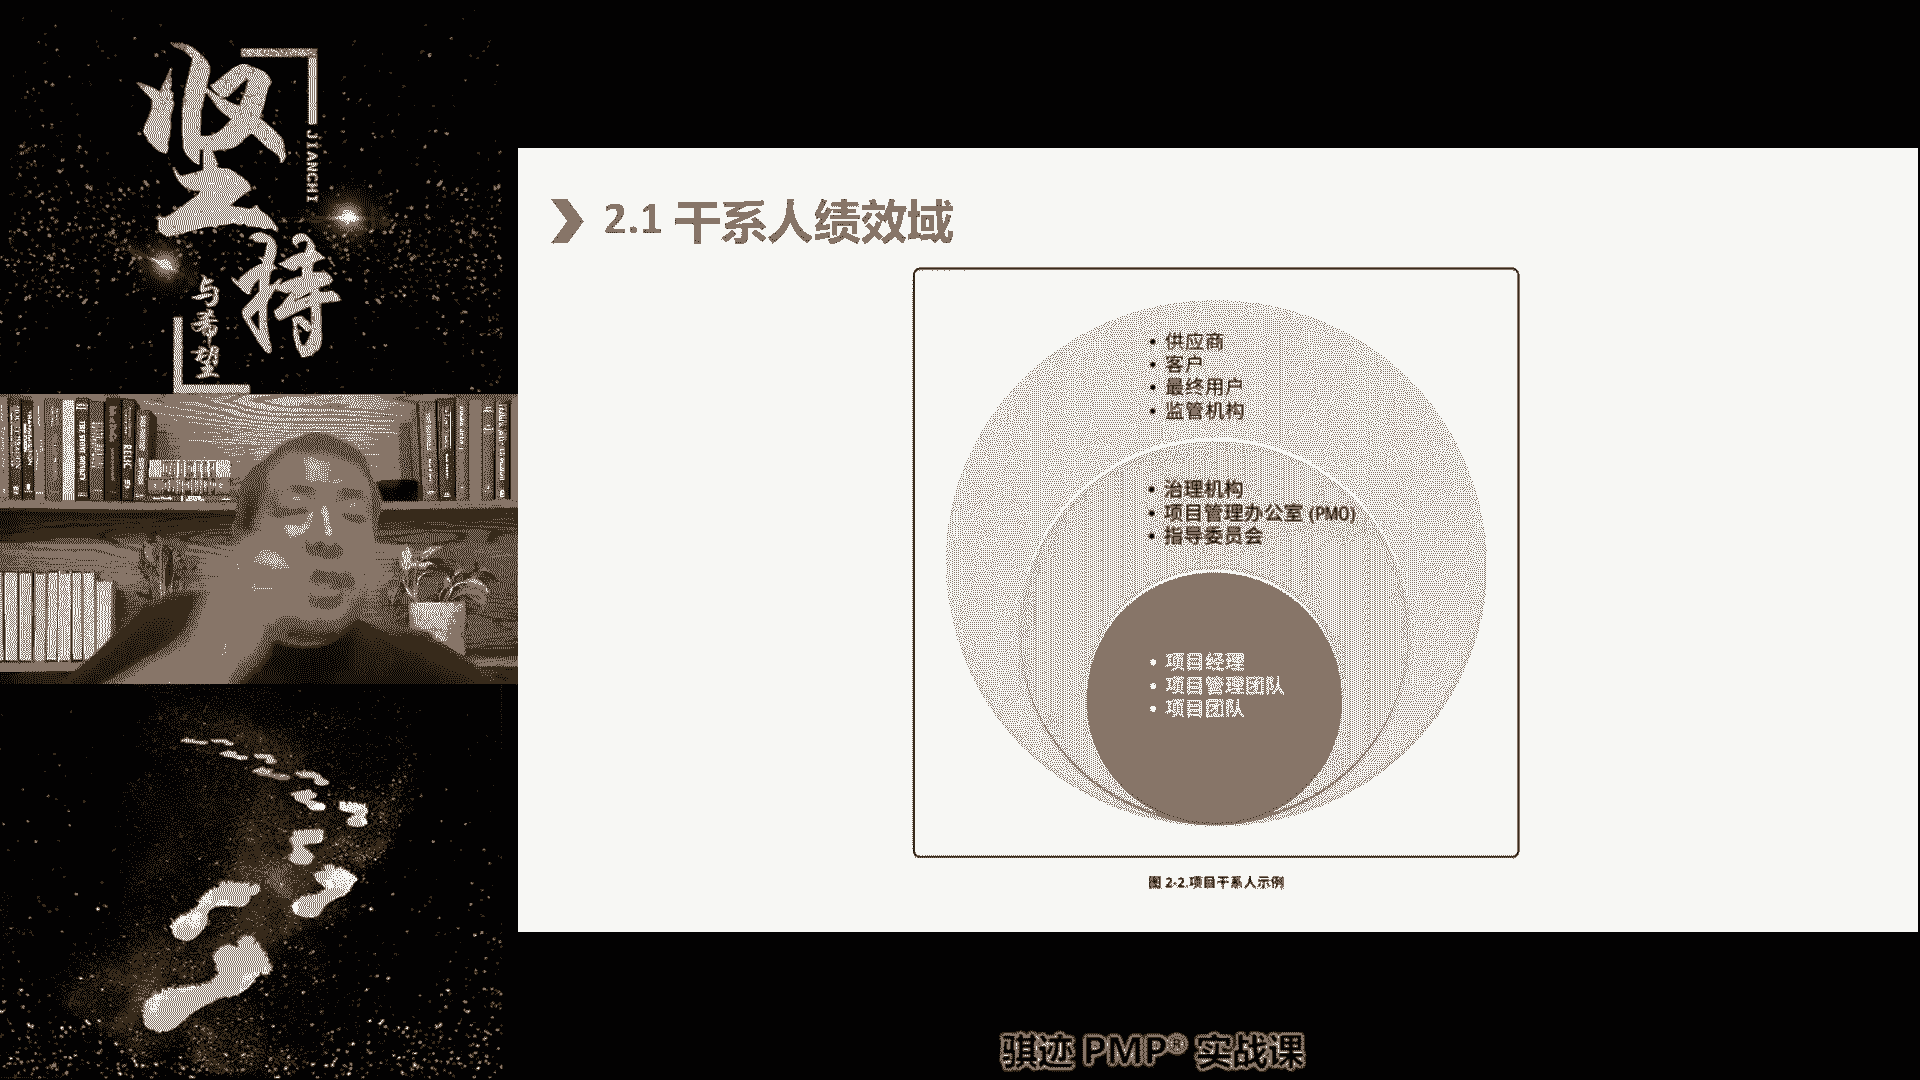 坚持
JIANCHI
与希望
2.1 干系人绩效域
• 供应商
• 客户
• 最终用户
• 监管机构
• 治理机构
• 项目管理办公室 (PMO)
• 指导委员会
• 项目经理
• 项目管理团队
• 项目团队
图 2-2.项目干系人示例
骐迹 PMP® 实战课